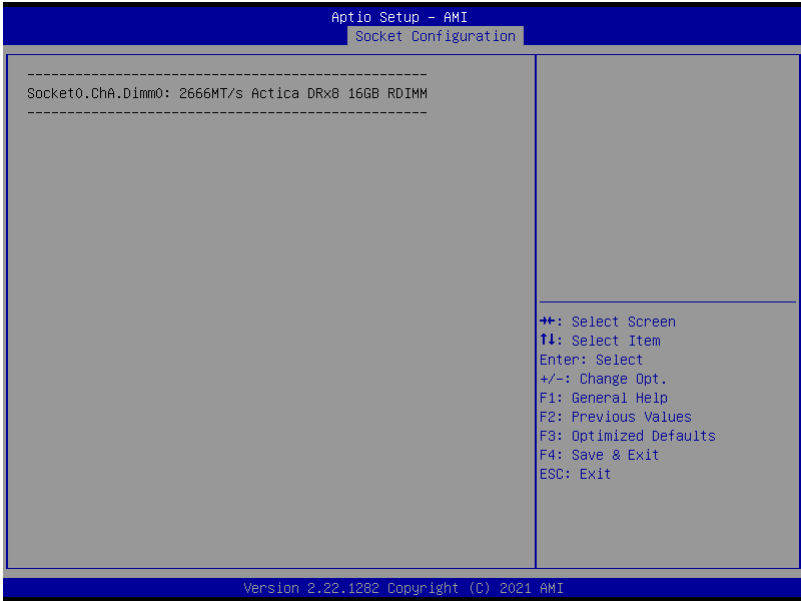 Aptio Setup – AMI
Socket Configuration
--------------------------------------------------
Socket0.ChA.Dimm0: 2666MT/s Actica DRx8 16GB RDIMM
--------------------------------------------------
→←: Select Screen
↑↓: Select Item
Enter: Select
+/-: Change Opt.
F1: General Help
F2: Previous Values
F3: Optimized Defaults
F4: Save & Exit
ESC: Exit
Version 2.22.1282 Copyright (C) 2021 AMI